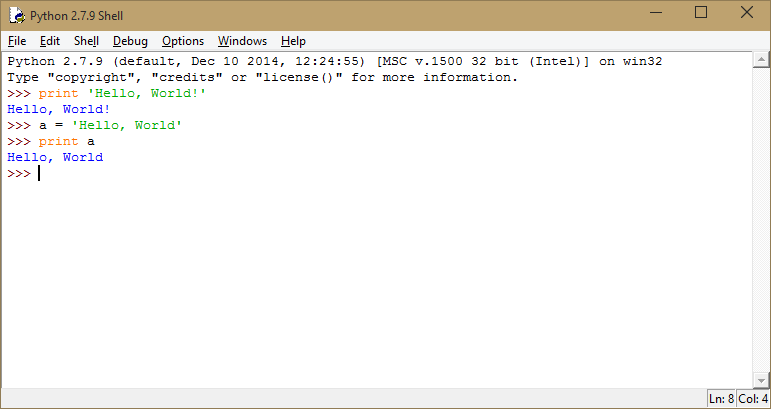 Python 2.7.9 Shell
File Edit Shell Debug Options Windows Help
Python 2.7.9 (default, Dec 10 2014, 12:24:55) [MSC v.1500 32 bit (Intel)] on win32
Type "copyright", "credits" or "license()" for more information.
>>> print 'Hello, World!'
Hello, World!
>>> a = 'Hello, World'
>>> print a
Hello, World
>>>
Ln: 8 Col: 4